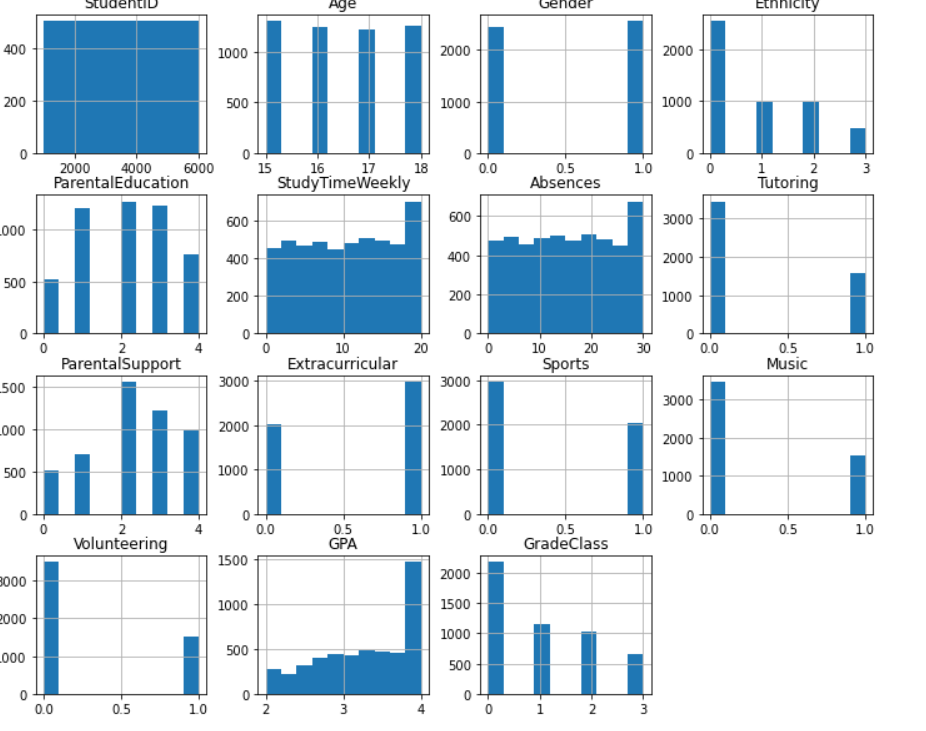 StudentID Age Gender Ethnicity
400 1000 2000 2000
200 500 1000 1000
0 0 0 0
2000 4000 6000 15 16 17 18 0.0 0.5 1.0 0 1 2 3
ParentalEducation StudyTimeWeekly Absences Tutoring
1000 600 600 3000
500 400 400 2000
200 200 1000
0 0 0 0
0 2 4 0 10 20 0 10 20 30 0.0 0.5 1.0
ParentalSupport Extracurricular Sports Music
1500 3000 3000 3000
1000 2000 2000 2000
500 1000 1000 1000
0 0 0 0
0 2 4 0.0 0.5 1.0 0.0 0.5 1.0 0.0 0.5 1.0
Volunteering GPA GradeClass
3000 1500 2000
2000 1000 1500
1000 500 1000
500
0 0 0
0.0 0.5 1.0 2 3 4 0 1 2 3